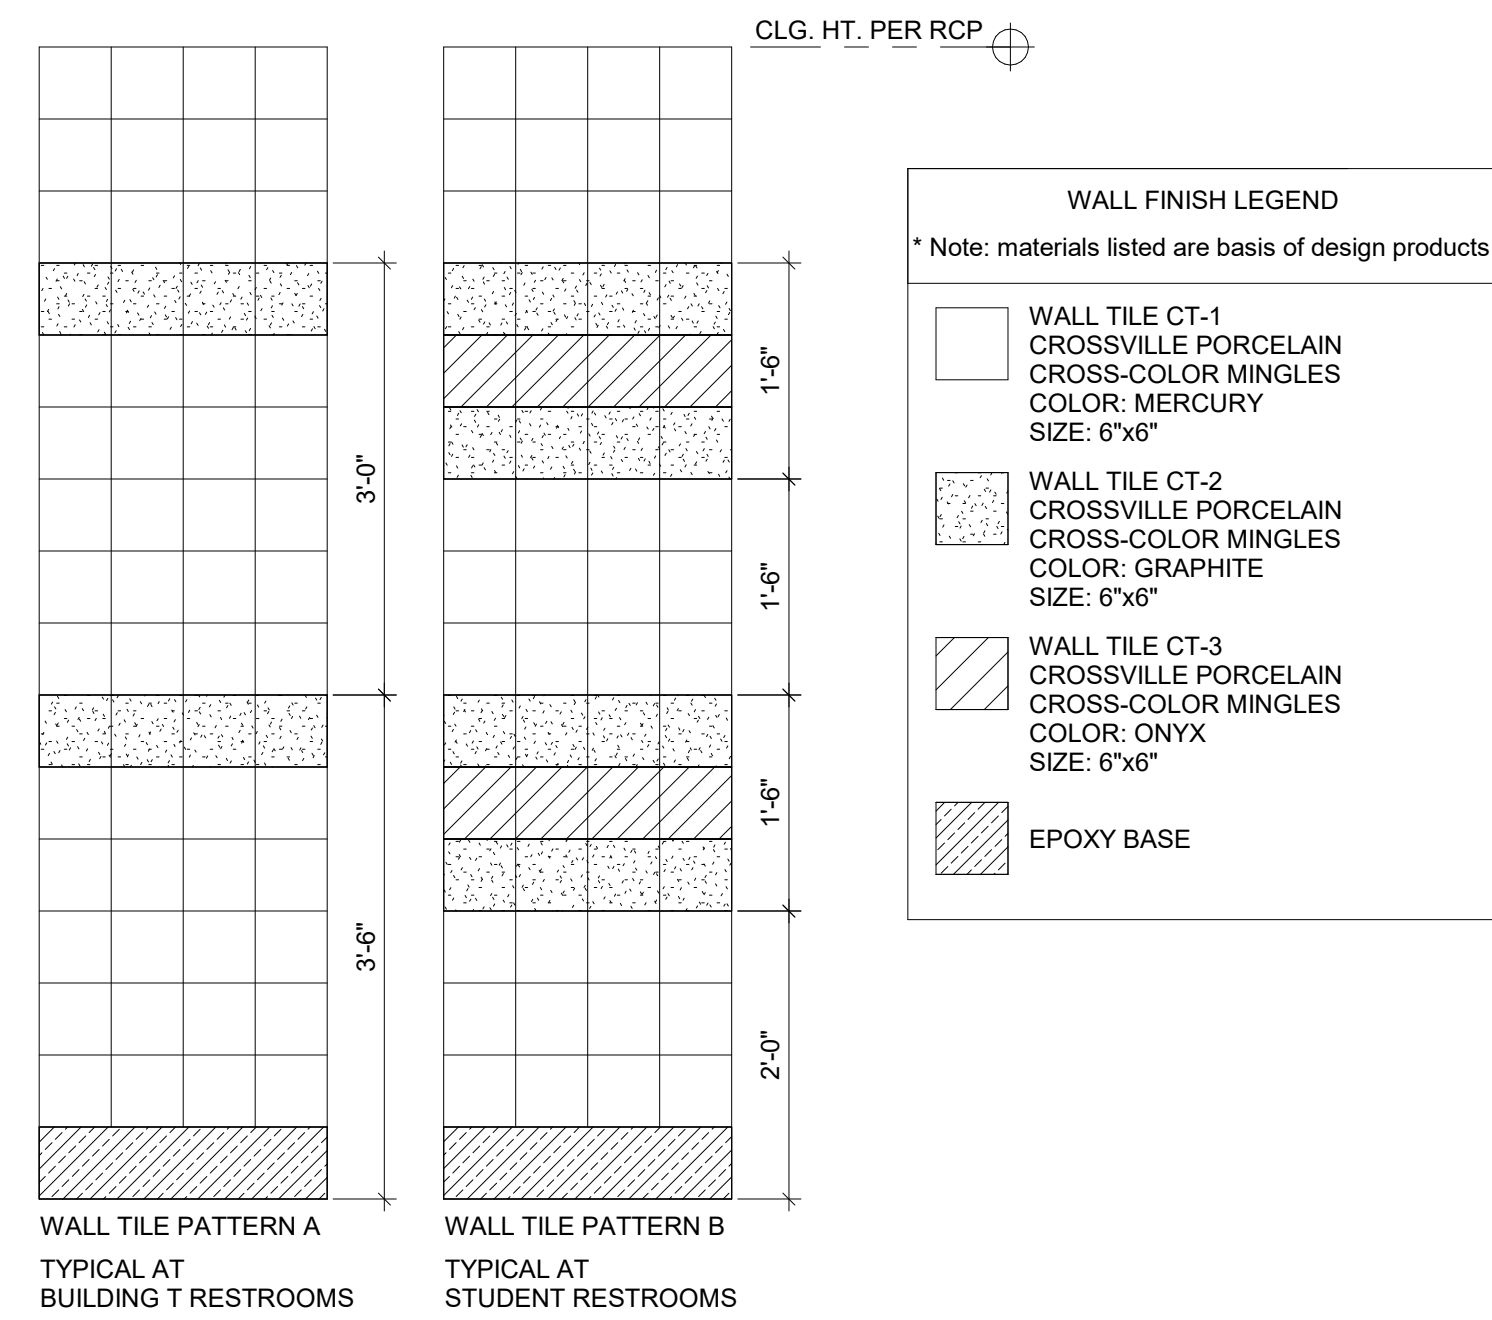 CLG. HT. PER RCP
3'-0"
3'-6"
1'-6"
1'-6"
1'-6"
2'-0"
WALL TILE PATTERN A
TYPICAL AT
BUILDING T RESTROOMS
WALL TILE PATTERN B
TYPICAL AT
STUDENT RESTROOMS
WALL FINISH LEGEND
* Note: materials listed are basis of design products
WALL TILE CT-1
CROSSVILLE PORCELAIN
CROSS-COLOR MINGLES
COLOR: MERCURY
SIZE: 6"x6"
WALL TILE CT-2
CROSSVILLE PORCELAIN
CROSS-COLOR MINGLES
COLOR: GRAPHITE
SIZE: 6"x6"
WALL TILE CT-3
CROSSVILLE PORCELAIN
CROSS-COLOR MINGLES
COLOR: ONYX
SIZE: 6"x6"
EPOXY BASE